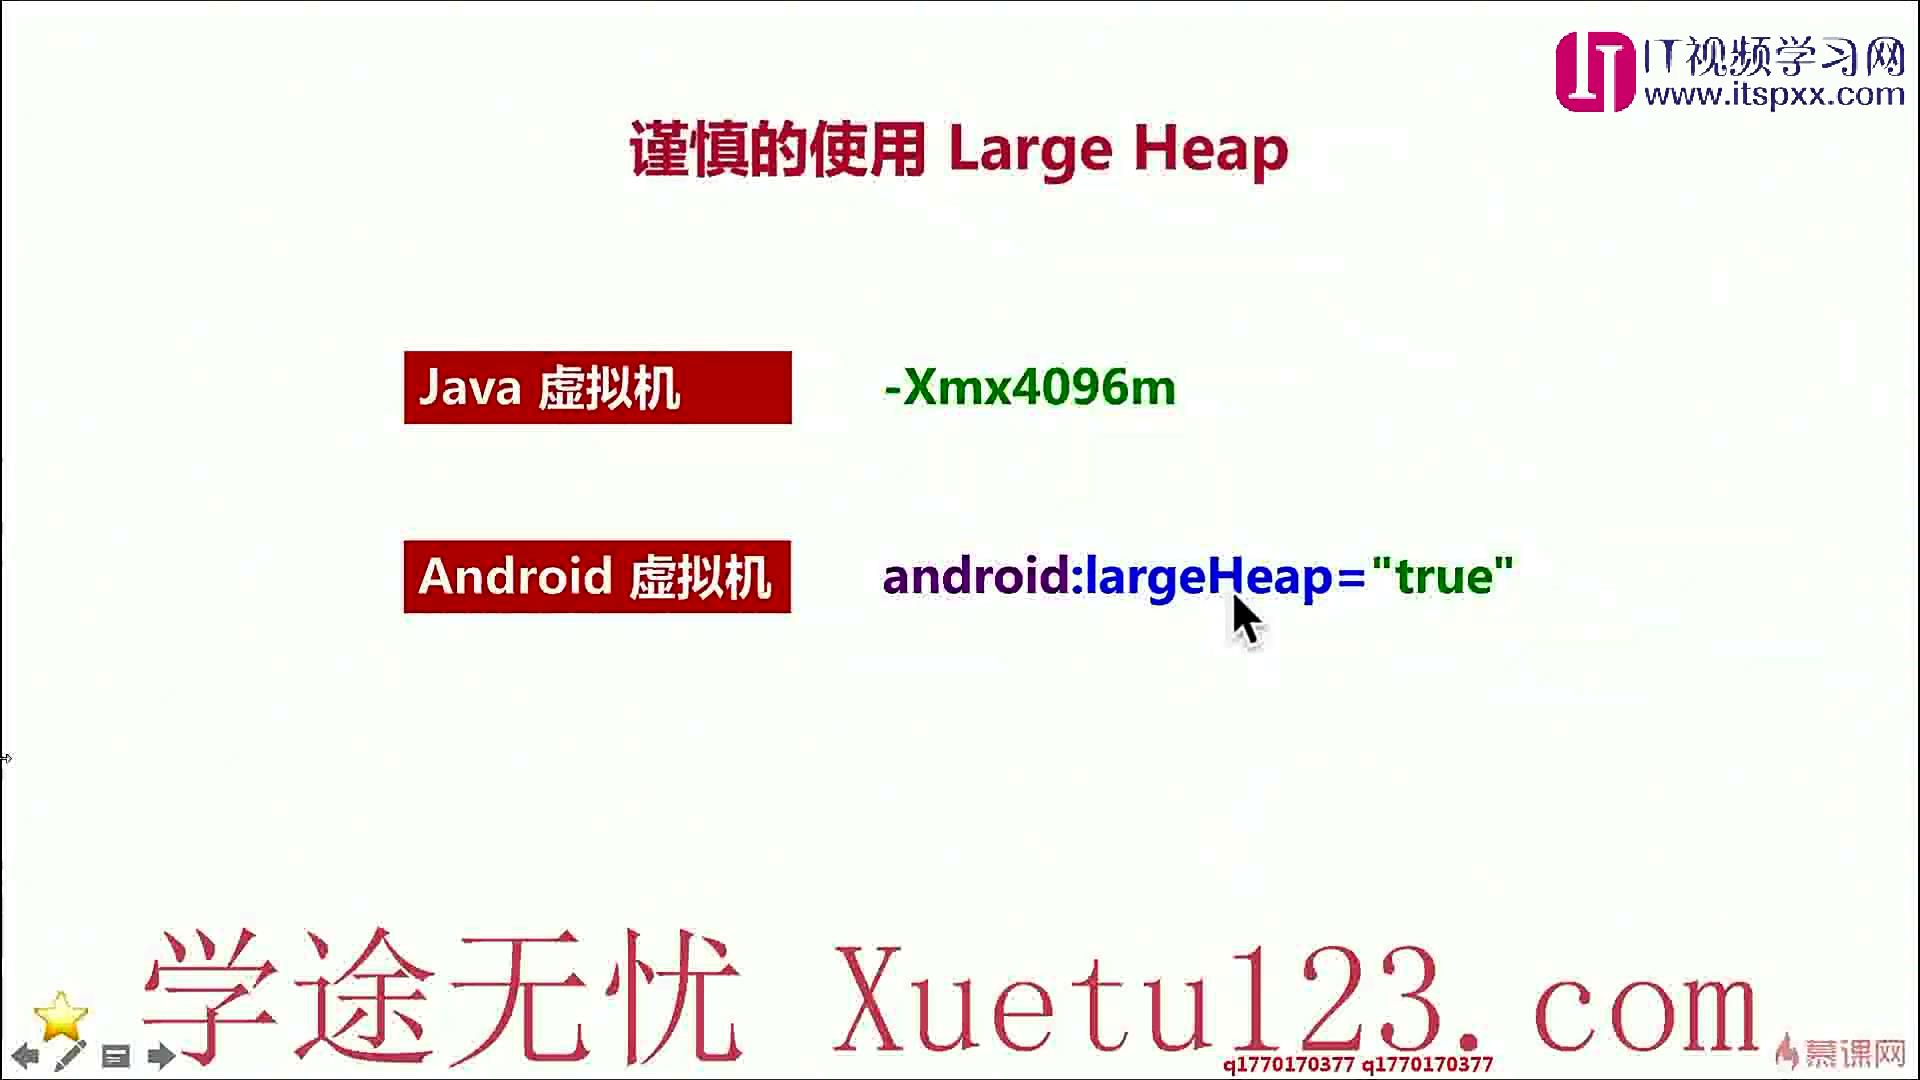 IT视频学习网
www.itspxx.com
谨慎的使用 Large Heap
Java 虚拟机 -Xmx4096m
Android 虚拟机 android:largeHeap="true"
学途无忧 Xuetu123.com
q1770170377 q1770170377
慕课网